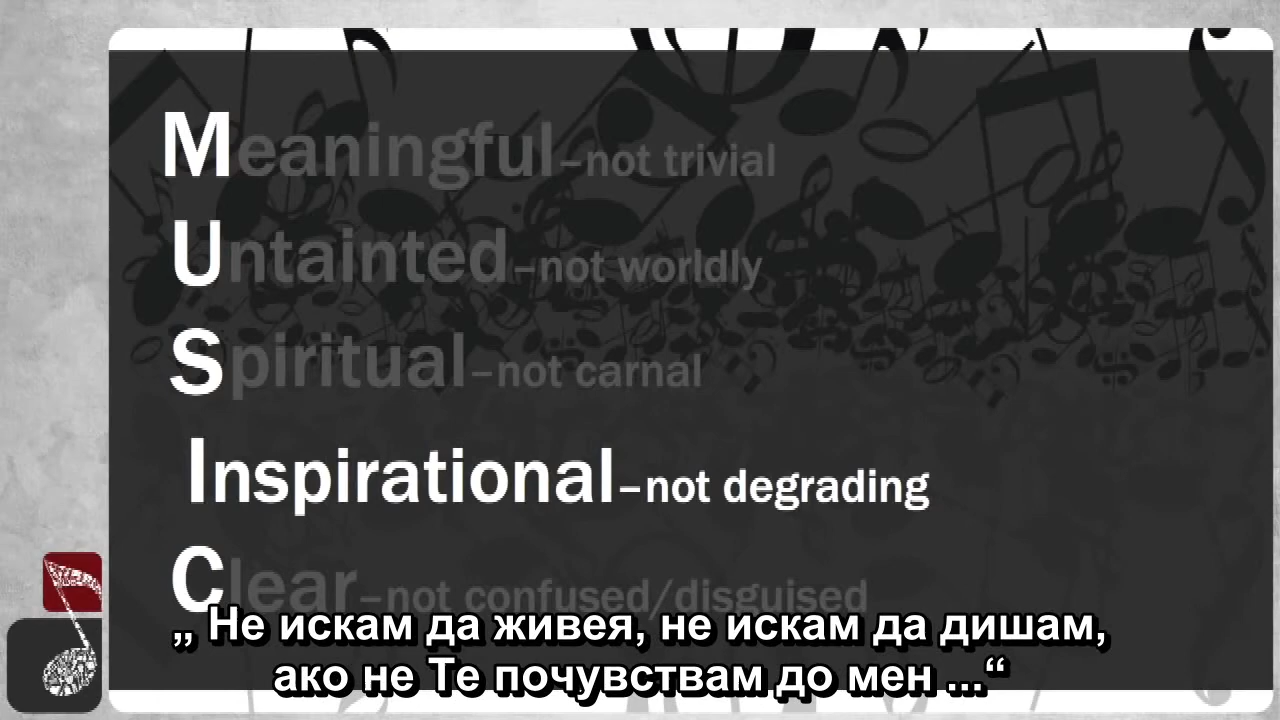 Meaningful–not trivial
Untainted–not worldly
Spiritual–not carnal
Inspirational–not degrading
Clear–not confused/disguised
„ Не искам да живея, не искам да дишам,
ако не Те почувствам до мен ...“